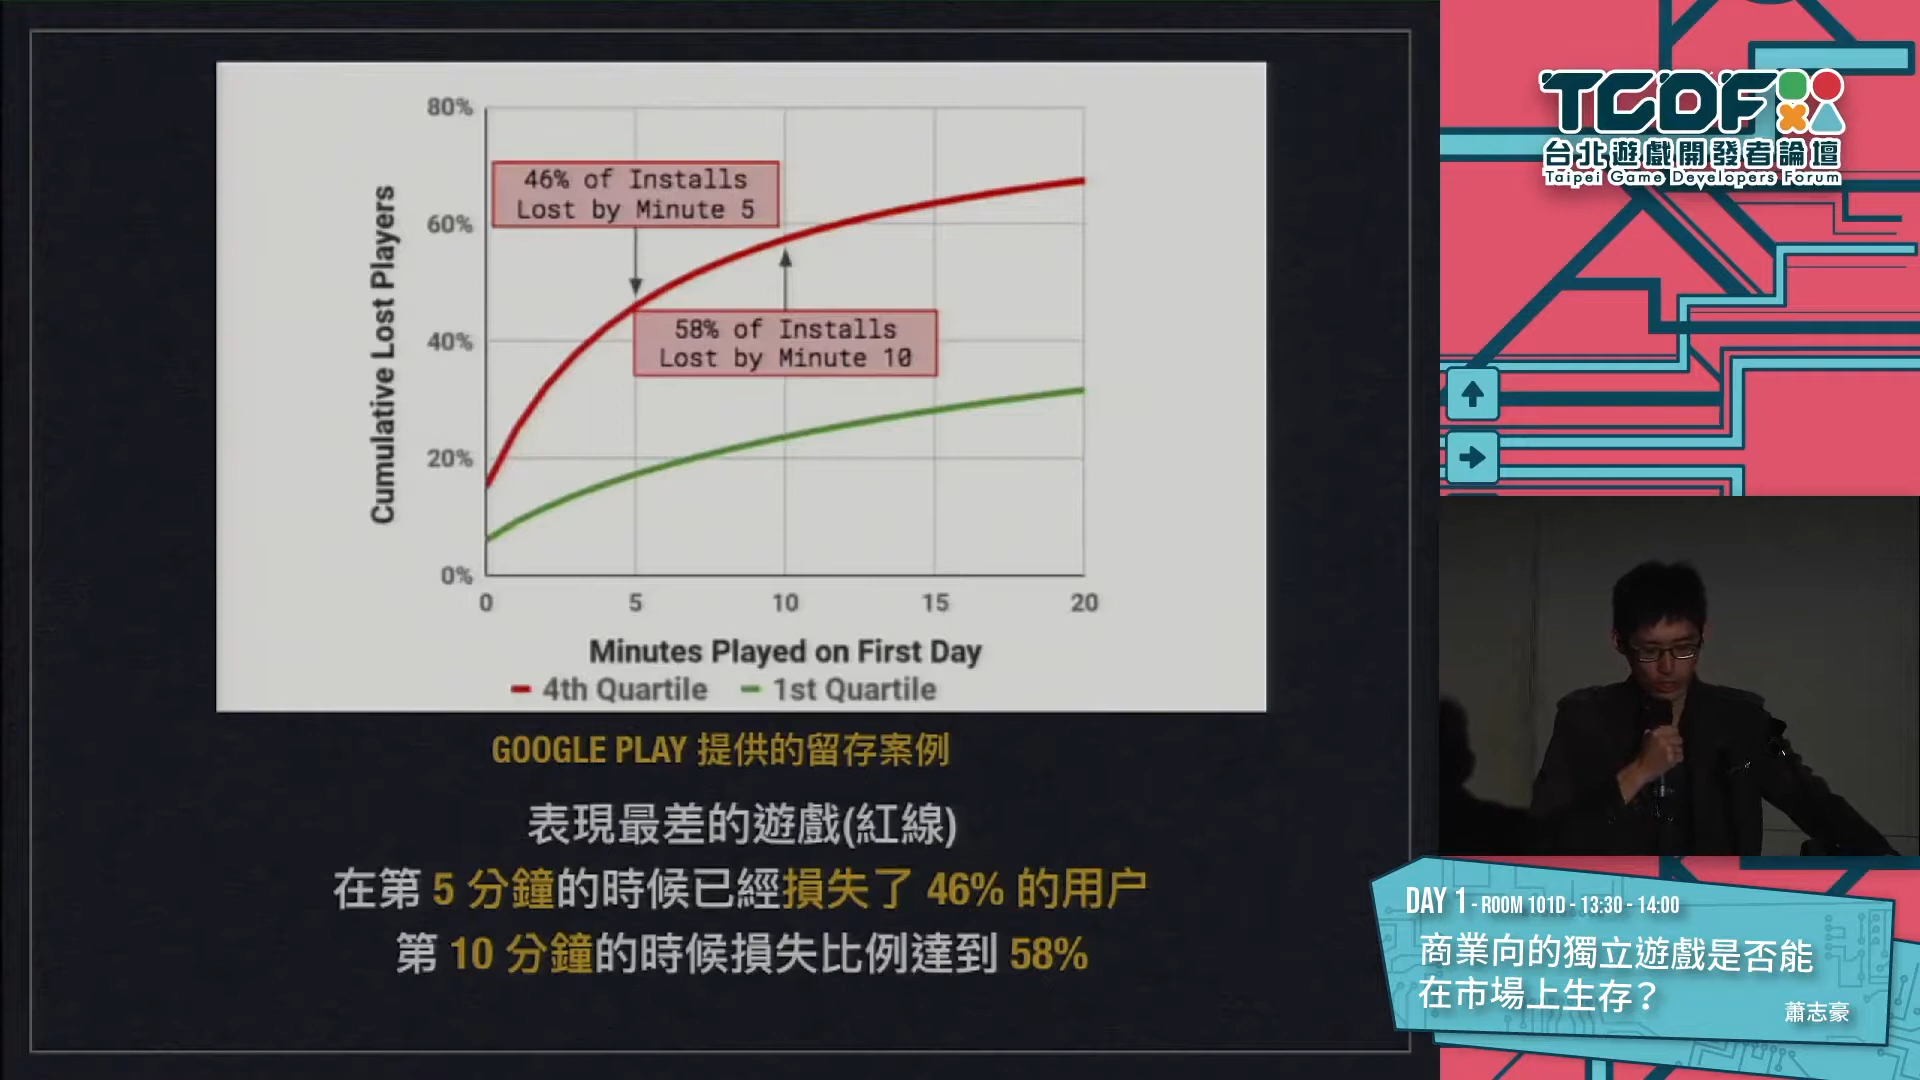 80%
60%
40%
20%
0%
Cumulative Lost Players
46% of Installs
Lost by Minute 5
58% of Installs
Lost by Minute 10
0 5 10 15 20
Minutes Played on First Day
4th Quartile 1st Quartile
GOOGLE PLAY 提供的留存案例
表現最差的遊戲(紅線)
在第 5 分鐘的時候已經損失了 46% 的用户
第 10 分鐘的時候損失比例達到 58%
TGDF
台北遊戲開發者論壇
Taipei Game Developers Forum
DAY 1 - ROOM 101D - 13:30 - 14:00
商業向的獨立遊戲是否能
在市場上生存？
蕭志豪